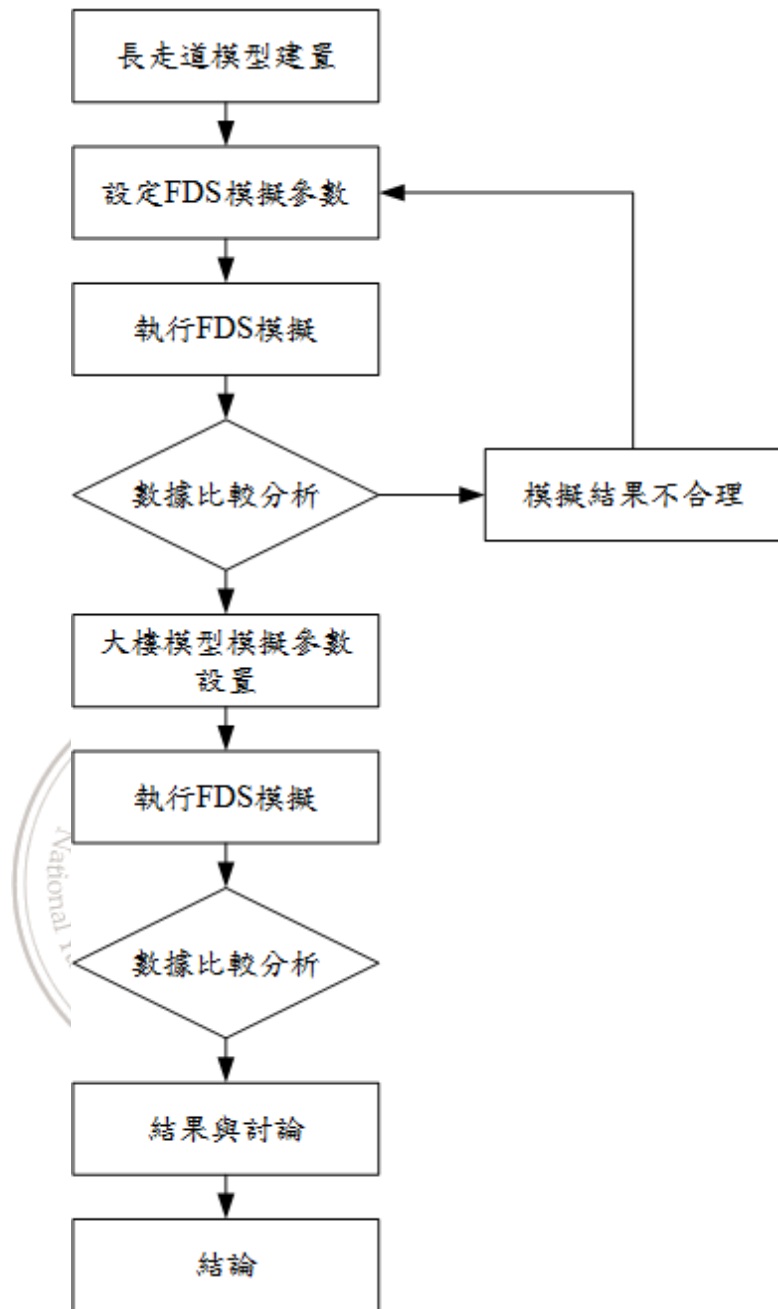 長走道模型建置
設定FDS模擬參數
執行FDS模擬
數據比較分析
模擬結果不合理
大樓模型模擬參數
設置
執行FDS模擬
National
數據比較分析
結果與討論
結論